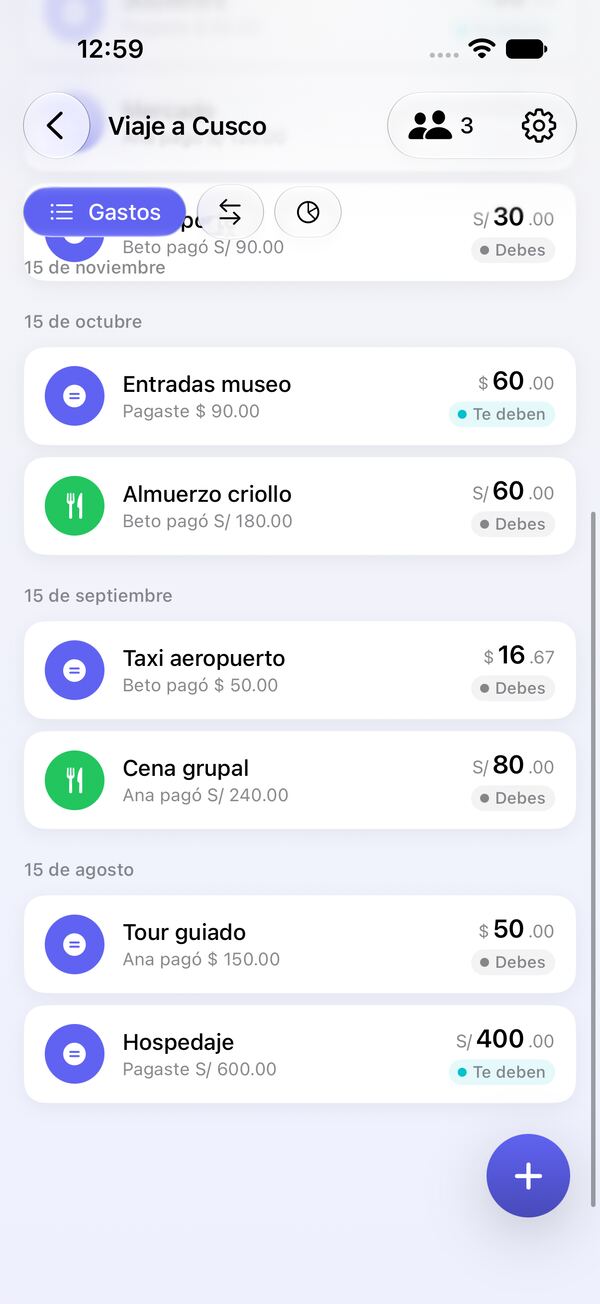 12:59
Viaje a Cusco
3
Gastos
S/ 30.00
Beto pagó S/ 90.00
Debes
15 de noviembre
15 de octubre
Entradas museo
$ 60.00
Pagaste $ 90.00
Te deben
Almuerzo criollo
S/ 60.00
Beto pagó S/ 180.00
Debes
15 de septiembre
Taxi aeropuerto
$ 16.67
Beto pagó $ 50.00
Debes
Cena grupal
S/ 80.00
Ana pagó S/ 240.00
Debes
15 de agosto
Tour guiado
$ 50.00
Ana pagó $ 150.00
Debes
Hospedaje
S/ 400.00
Pagaste S/ 600.00
Te deben